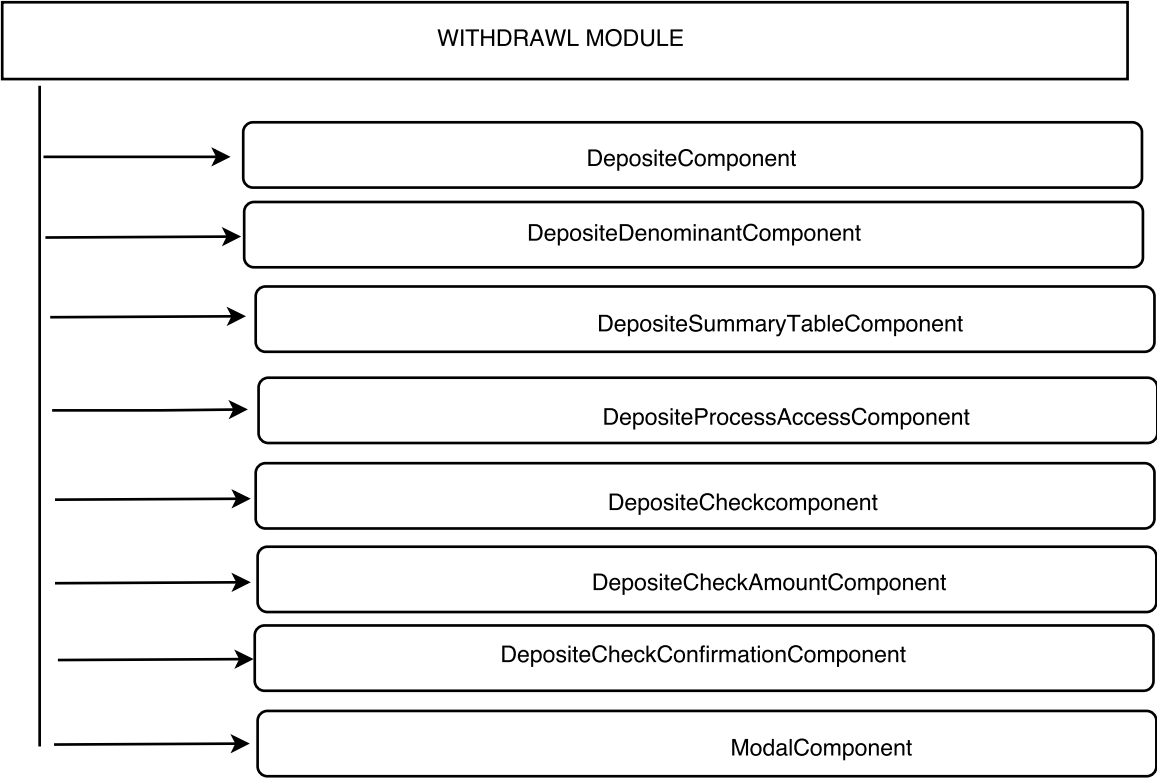 WITHDRAWL MODULE
DepositeComponent
DepositeDenominantComponent
DepositeSummaryTableComponent
DepositeProcessAccessComponent
DepositeCheckcomponent
DepositeCheckAmountComponent
DepositeCheckConfirmationComponent
ModalComponent